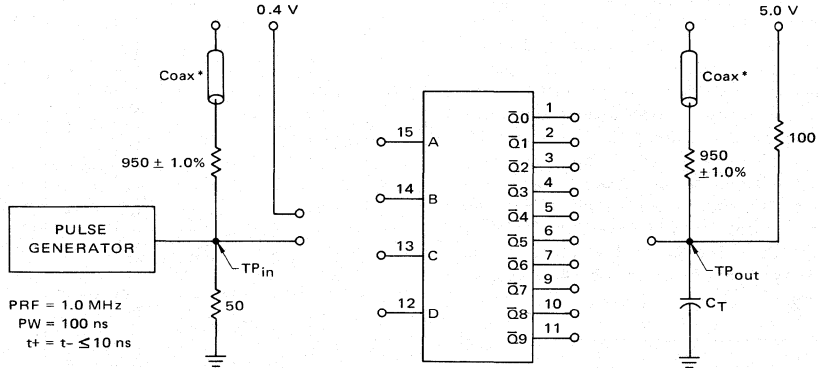 0.4 V
5.0 V
Coax*
Coax*
950 ± 1.0%
950
± 1.0%
100
PULSE
GENERATOR
TPin
TPout
50
CT
PRF = 1.0 MHz
PW = 100 ns
t+ = t– ≤ 10 ns
15
A
14
B
13
C
12
D
Q̅0
1
Q̅1
2
Q̅2
3
Q̅3
4
Q̅4
5
Q̅5
6
Q̅6
7
Q̅7
9
Q̅8
10
Q̅9
11